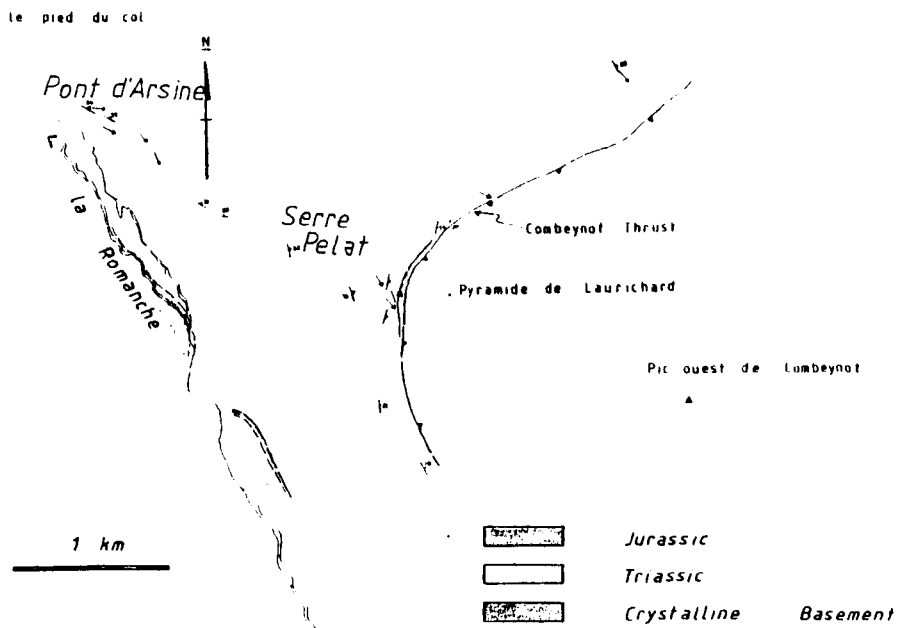 le pied du col
N
Pont d'Arsine
la Romanche
Serre
Pelat
Combeynot Thrust
Pyramide de Laurichard
Pic ouest de Combeynot
1 km
Jurassic
Triassic
Crystalline Basement